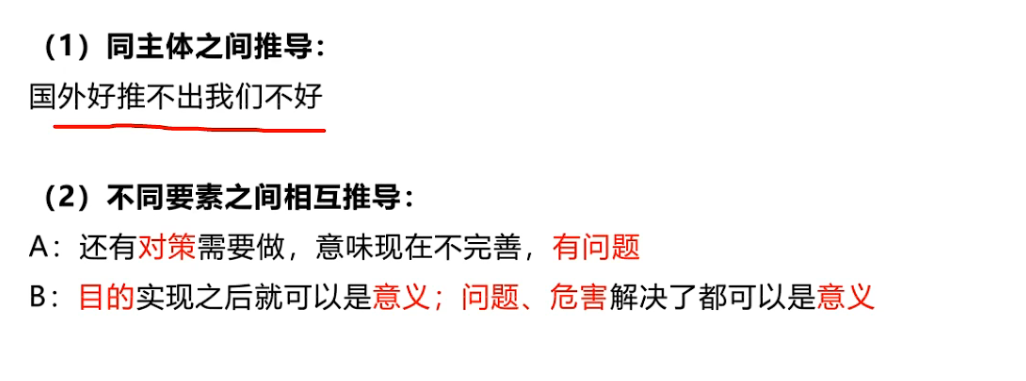 （1）同主体之间推导：
国外好推不出我们不好
（2）不同要素之间相互推导：
A：还有对策需要做，意味现在不完善，有问题
B：目的实现之后就可以是意义；问题、危害解决了都可以是意义